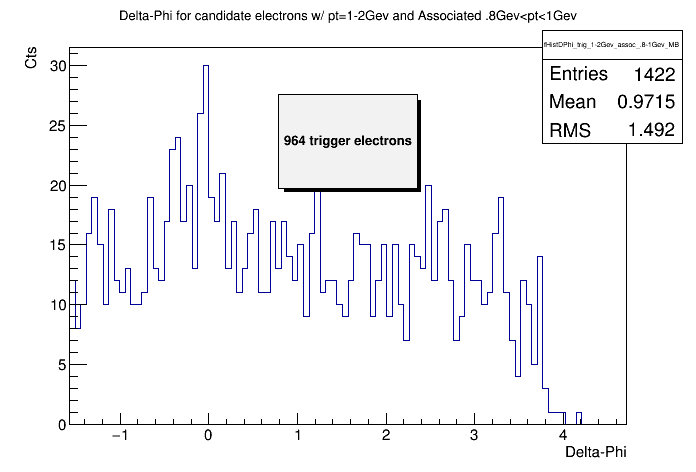 Delta-Phi for candidate electrons w/ pt=1-2Gev and Associated .8Gev<pt<1Gev
Cts
fHistDPhi_trig_1-2Gev_assoc_.8-1Gev_MB
Entries 1422
Mean 0.9715
RMS 1.492
964 trigger electrons
30
25
20
15
10
5
0
−1 0 1 2 3 4
Delta-Phi